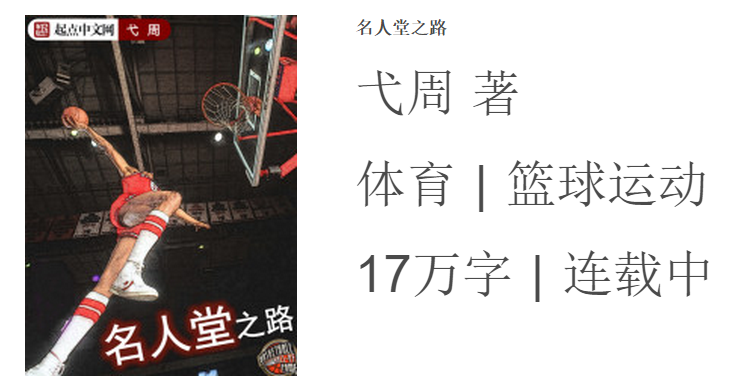 起点中文网 弋周
名人堂之路
名人堂之路
弋周 著
体育 | 篮球运动
17万字 | 连载中